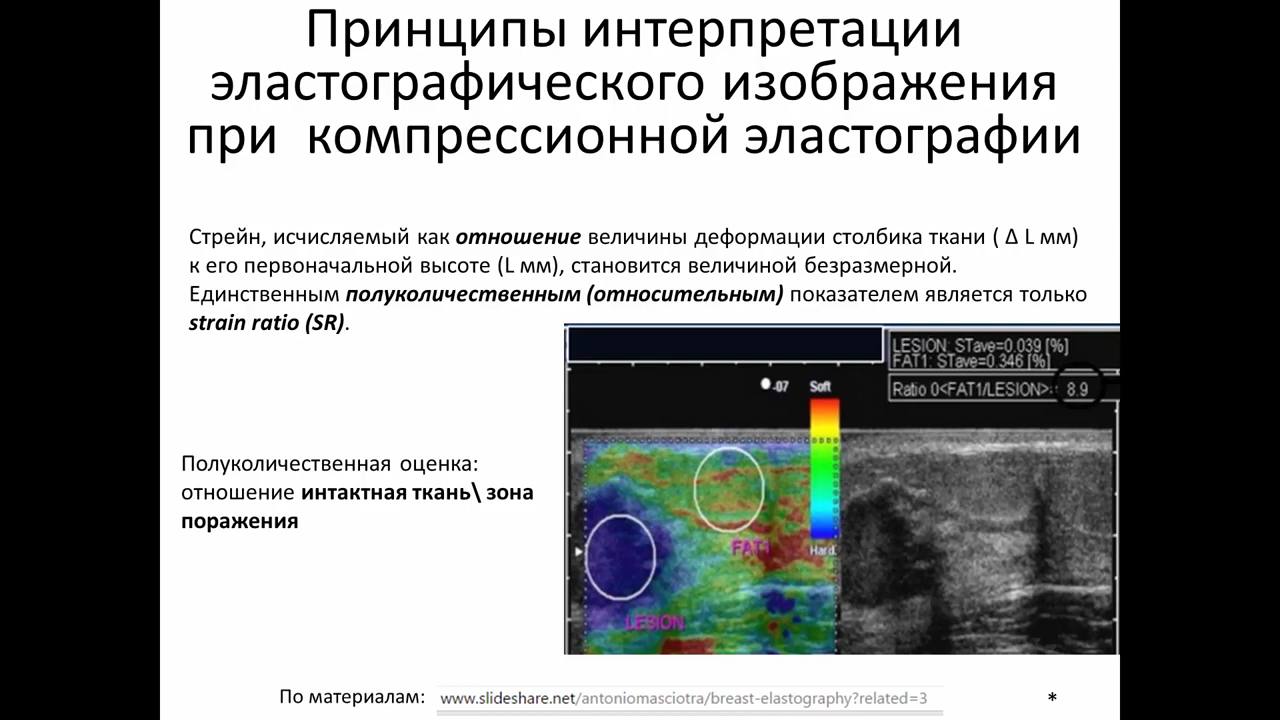 Принципы интерпретации
эластографического изображения
при компрессионной эластографии
Стрейн, исчисляемый как отношение величины деформации столбика ткани ( Δ L мм)
к его первоначальной высоте (L мм), становится величиной безразмерной.
Единственным полуколичественным (относительным) показателем является только
strain ratio (SR).
LESION: STave=0.039 [%]
FAT1: STave=0.346 [%]
Ratio 0<FAT1/LESION>: 8.9
-07
Soft
Hard
FAT1
LESION
Полуколичественная оценка:
отношение интактная ткань\ зона
поражения
По материалам: www.slideshare.net/antoniomasciotra/breast-elastography?related=3
*